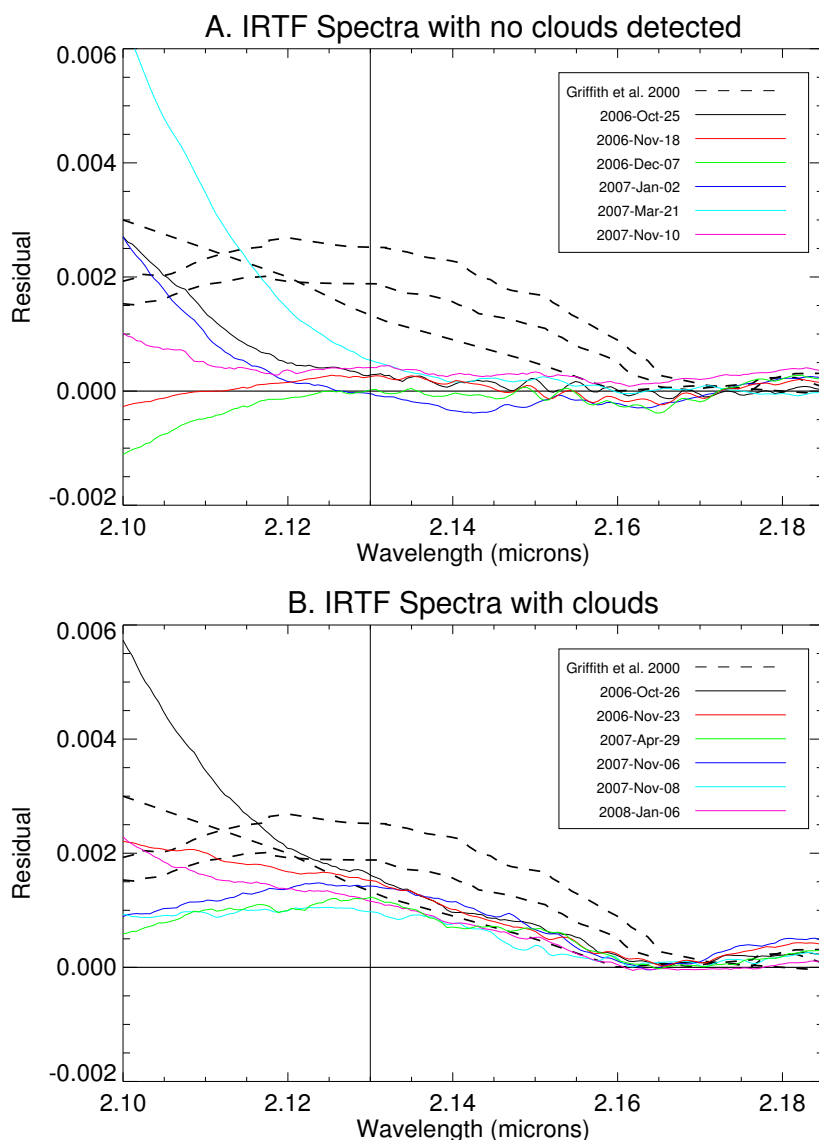 A. IRTF Spectra with no clouds detected
0.006
0.004
0.002
0.000
-0.002
Residual
Griffith et al. 2000
2006-Oct-25
2006-Nov-18
2006-Dec-07
2007-Jan-02
2007-Mar-21
2007-Nov-10
2.10 2.12 2.14 2.16 2.18
Wavelength (microns)
B. IRTF Spectra with clouds
0.006
0.004
0.002
0.000
-0.002
Residual
Griffith et al. 2000
2006-Oct-26
2006-Nov-23
2007-Apr-29
2007-Nov-06
2007-Nov-08
2008-Jan-06
2.10 2.12 2.14 2.16 2.18
Wavelength (microns)